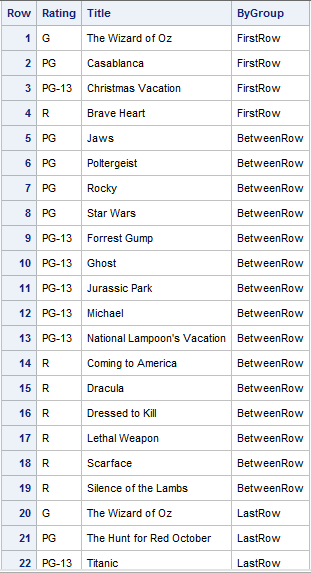 Row Rating Title ByGroup
1 G The Wizard of Oz FirstRow
2 PG Casablanca FirstRow
3 PG-13 Christmas Vacation FirstRow
4 R Brave Heart FirstRow
5 PG Jaws BetweenRow
6 PG Poltergeist BetweenRow
7 PG Rocky BetweenRow
8 PG Star Wars BetweenRow
9 PG-13 Forrest Gump BetweenRow
10 PG-13 Ghost BetweenRow
11 PG-13 Jurassic Park BetweenRow
12 PG-13 Michael BetweenRow
13 PG-13 National Lampoon's Vacation BetweenRow
14 R Coming to America BetweenRow
15 R Dracula BetweenRow
16 R Dressed to Kill BetweenRow
17 R Lethal Weapon BetweenRow
18 R Scarface BetweenRow
19 R Silence of the Lambs BetweenRow
20 G The Wizard of Oz LastRow
21 PG The Hunt for Red October LastRow
22 PG-13 Titanic LastRow